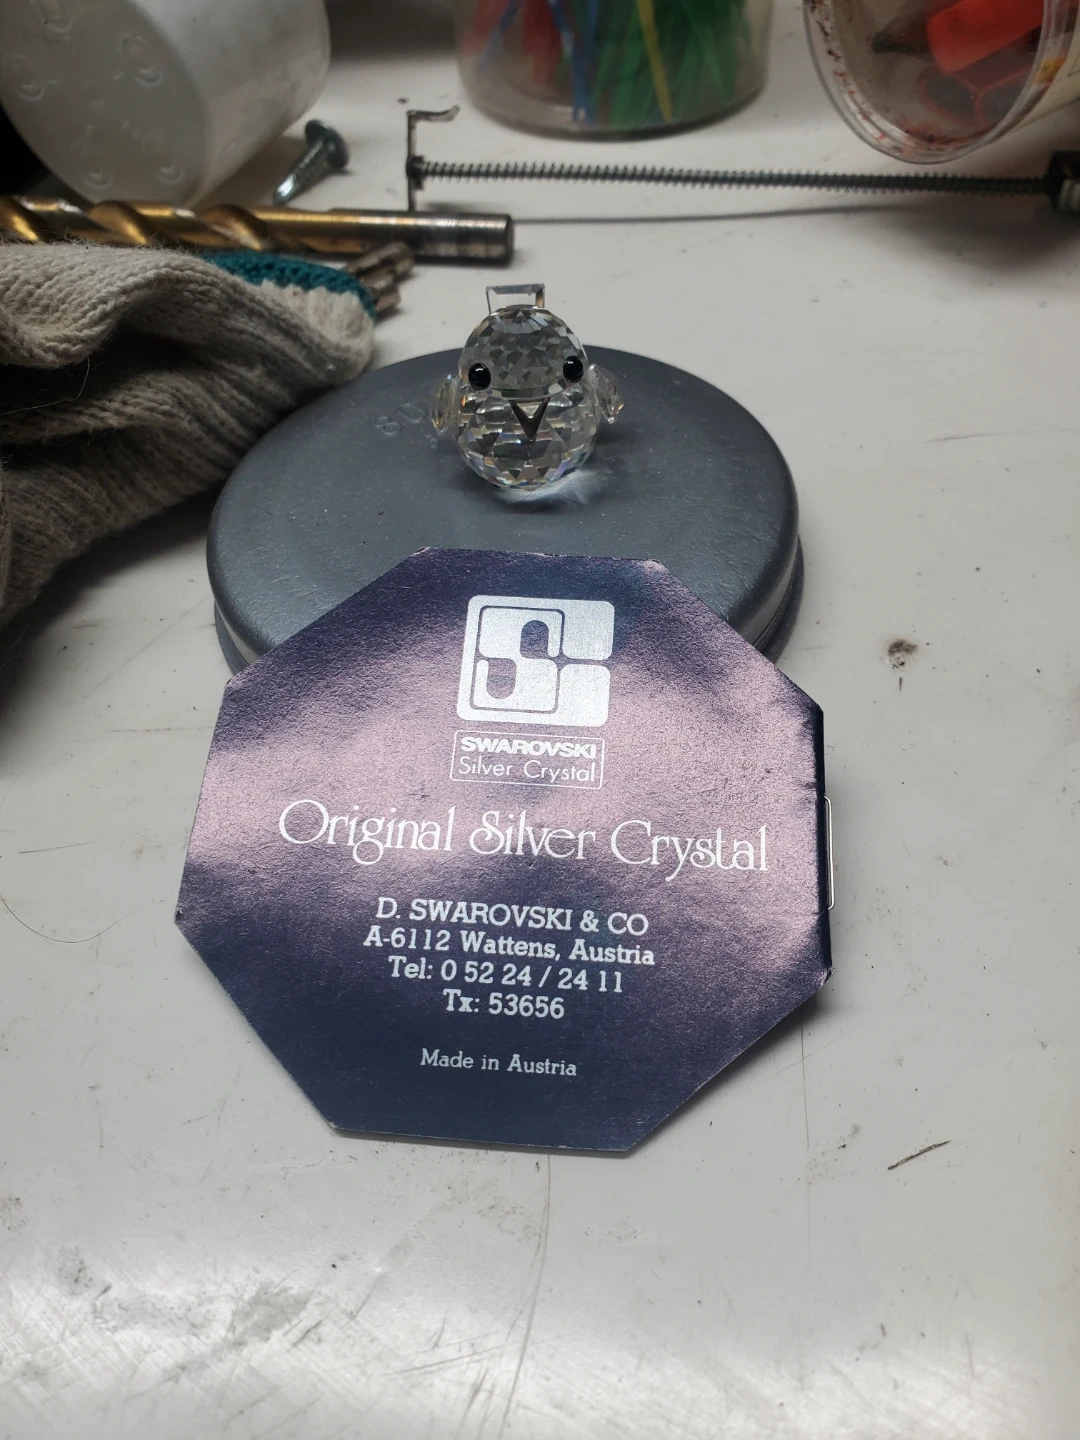 80
SWAROVSKI
Silver Crystal
Original Silver Crystal
D. SWAROVSKI & CO
A-6112 Wattens, Austria
Tel: 0 52 24 / 24 11
Tx: 53656
Made in Austria